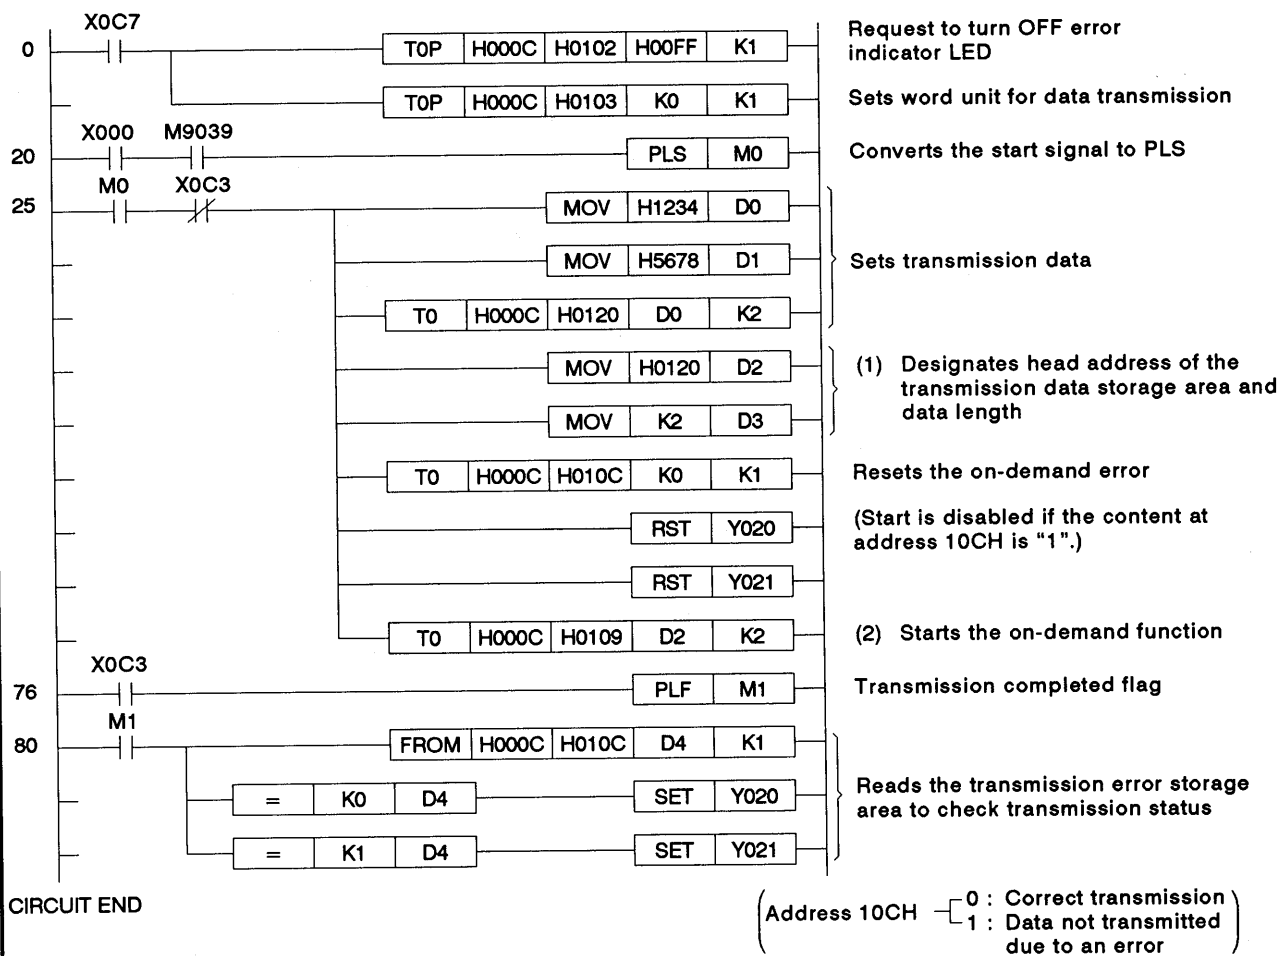 X0C7
0 TOP H000C H0102 H00FF K1 Request to turn OFF error
indicator LED
TOP H000C H0103 K0 K1 Sets word unit for data transmission
X000 M9039
20 PLS M0 Converts the start signal to PLS
M0 X0C3
25 MOV H1234 D0
MOV H5678 D1 Sets transmission data
TO H000C H0120 D0 K2
MOV H0120 D2 (1) Designates head address of the
transmission data storage area and
MOV K2 D3 data length
TO H000C H010C K0 K1 Resets the on-demand error
RST Y020 (Start is disabled if the content at
address 10CH is “1”.)
RST Y021
TO H000C H0109 D2 K2 (2) Starts the on-demand function
X0C3
76 PLF M1 Transmission completed flag
M1
80 FROM H000C H010C D4 K1
= K0 D4 SET Y020 Reads the transmission error storage
area to check transmission status
= K1 D4 SET Y021
CIRCUIT END
Address 10CH 0 : Correct transmission
1 : Data not transmitted
due to an error